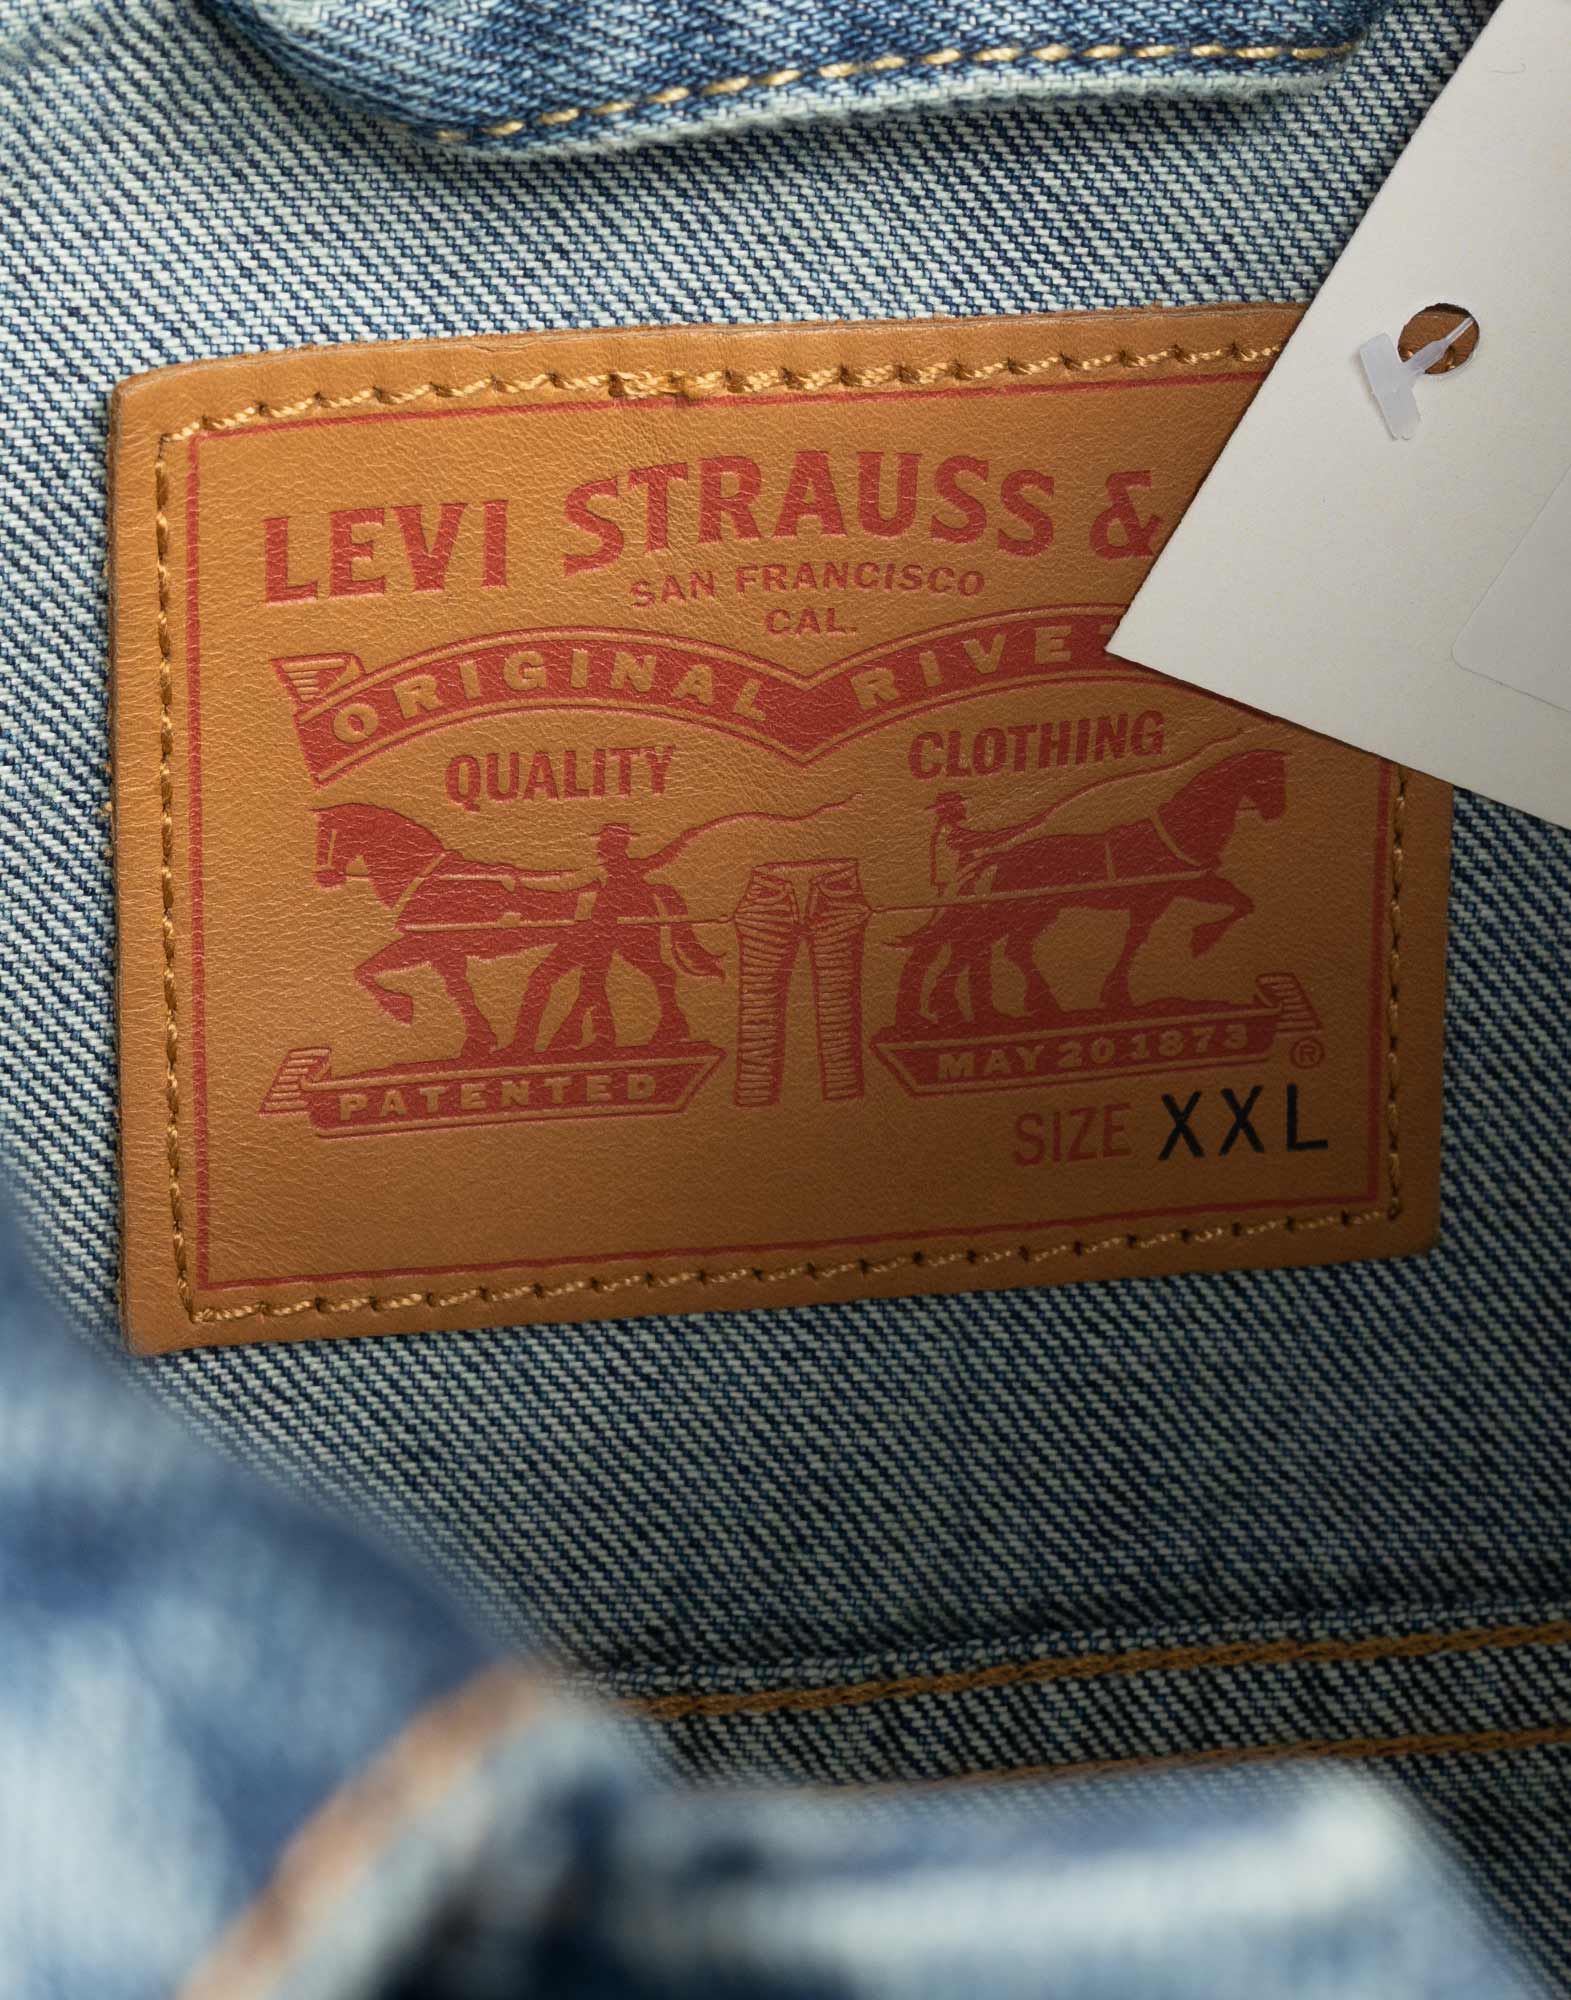 LEVI STRAUSS &
SAN FRANCISCO
CAL.
ORIGINAL
QUALITY CLOTHING
PATENTED MAY 20 1873 ®
SIZE XXL